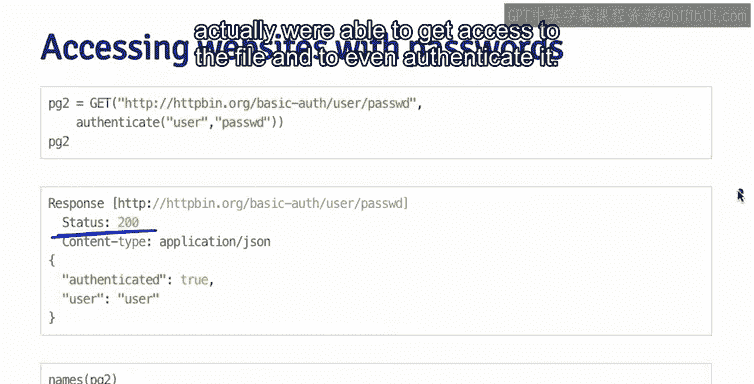 Accessing websites with passwords
actually were able to get access to
the file and to even authenticate it.
pg2 = GET("http://httpbin.org/basic-auth/user/passwd",
authenticate("user","passwd"))
pg2
Response [http://httpbin.org/basic-auth/user/passwd]
Status: 200
Content-type: application/json
{
"authenticated": true,
"user": "user"
}
names(pg2)